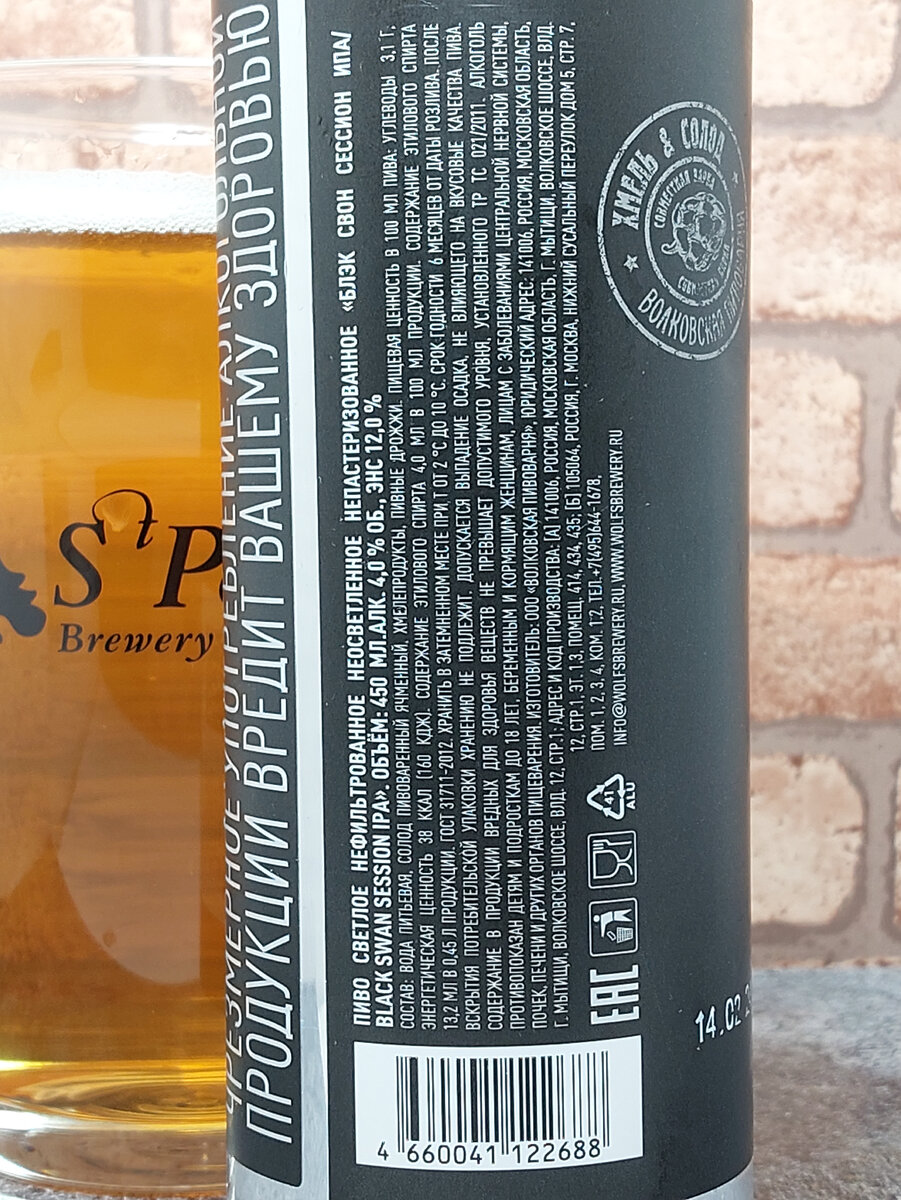 ЧРЕЗМЕРНОЕ УПОТРЕБЛЕНИЕ АЛКОГОЛЬНОЙ
ПРОДУКЦИИ ВРЕДИТ ВАШЕМУ ЗДОРОВЬЮ
ПИВО СВЕТЛОЕ НЕФИЛЬТРОВАННОЕ НЕОСВЕТЛЕННОЕ НЕПАСТЕРИЗОВАННОЕ «БЛЭК СВОН СЕССИОН ИПА/
BLACK SWAN SESSION IPA». ОБЪЁМ: 450 МЛ. АЛК. 4,0 % ОБ., ЭНС 12,0 %
СОСТАВ: ВОДА ПИТЬЕВАЯ, СОЛОД ПИВОВАРЕННЫЙ ЯЧМЕННЫЙ, ХМЕЛЕПРОДУКТЫ, ПИВНЫЕ ДРОЖЖИ. ПИЩЕВАЯ ЦЕННОСТЬ В 100 МЛ ПИВА: УГЛЕВОДЫ 3,1 Г,
ЭНЕРГЕТИЧЕСКАЯ ЦЕННОСТЬ 38 ККАЛ (160 КДЖ). СОДЕРЖАНИЕ ЭТИЛОВОГО СПИРТА 4,0 МЛ В 100 МЛ ПРОДУКЦИИ. СОДЕРЖАНИЕ ЭТИЛОВОГО СПИРТА
13,2 МЛ В 0,45 Л ПРОДУКЦИИ, ГОСТ 31711-2012. ХРАНИТЬ В ЗАТЕМНЕННОМ МЕСТЕ ПРИ Т ОТ 2 °C ДО 10 °C. СРОК ГОДНОСТИ 6 МЕСЯЦЕВ ОТ ДАТЫ РОЗЛИВА. ПОСЛЕ
ВСКРЫТИЯ ПОТРЕБИТЕЛЬСКОЙ УПАКОВКИ ХРАНЕНИЮ НЕ ПОДЛЕЖИТ. ДОПУСКАЕТСЯ ВЫПАДЕНИЕ ОСАДКА, НЕ ВЛИЯЮЩЕГО НА ВКУСОВЫЕ КАЧЕСТВА ПИВА.
СОДЕРЖАНИЕ В ПРОДУКЦИИ ВРЕДНЫХ ДЛЯ ЗДОРОВЬЯ ВЕЩЕСТВ НЕ ПРЕВЫШАЕТ ДОПУСТИМОГО УРОВНЯ, УСТАНОВЛЕННОГО ТР ТС 021/2011. АЛКОГОЛЬ
ПРОТИВОПОКАЗАН ДЕТЯМ И ПОДРОСТКАМ ДО 18 ЛЕТ, БЕРЕМЕННЫМ И КОРМЯЩИМ ЖЕНЩИНАМ, ЛИЦАМ С ЗАБОЛЕВАНИЯМИ ЦЕНТРАЛЬНОЙ НЕРВНОЙ СИСТЕМЫ,
ПОЧЕК, ПЕЧЕНИ И ДРУГИХ ОРГАНОВ ПИЩЕВАРЕНИЯ. ИЗГОТОВИТЕЛЬ: ООО «ВОЛКОВСКАЯ ПИВОВАРНЯ», ЮРИДИЧЕСКИЙ АДРЕС: 141006, РОССИЯ, МОСКОВСКАЯ ОБЛАСТЬ,
Г. МЫТИЩИ, ВОЛКОВСКОЕ ШОССЕ, ВЛД. 12, СТР.1; АДРЕС И КОД ПРОИЗВОДСТВА: (А) 141006, РОССИЯ, МОСКОВСКАЯ ОБЛАСТЬ, Г. МЫТИЩИ, ВОЛКОВСКОЕ ШОССЕ, ВЛД.
12, СТР. 1, ЭТ. 1, 3, ПОМЕЩ. 414, 434, 435; (Б) 105064, РОССИЯ, Г. МОСКВА, НИЖНИЙ СУСАЛЬНЫЙ ПЕРЕУЛОК ДОМ 5, СТР. 7,
ПОМ. 1, 2, 3, 4, КОМ. 1-2. ТЕЛ.+7(495)644-1678,
INFO@WOLFSBREWERY.RU, WWW.WOLFSBREWERY.RU
ЕАС
41
ALU
4 660041 122688
ХМЕЛЬ & СОЛОД
СОВМЕСТНАЯ ВАРКА
ВОЛКОВСКАЯ
14.02
St P
Brewery